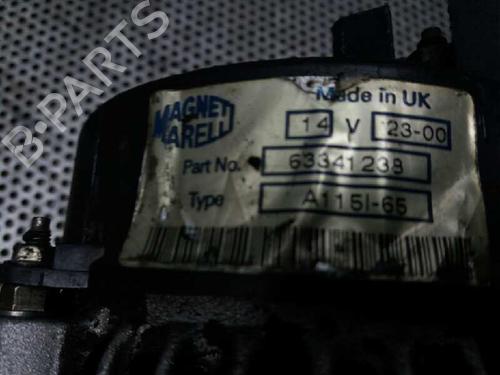 B-PARTS
MAGNETI
MARELLI
Made in UK
14 V 23-00
Part No. 63341238
Type A115I-65